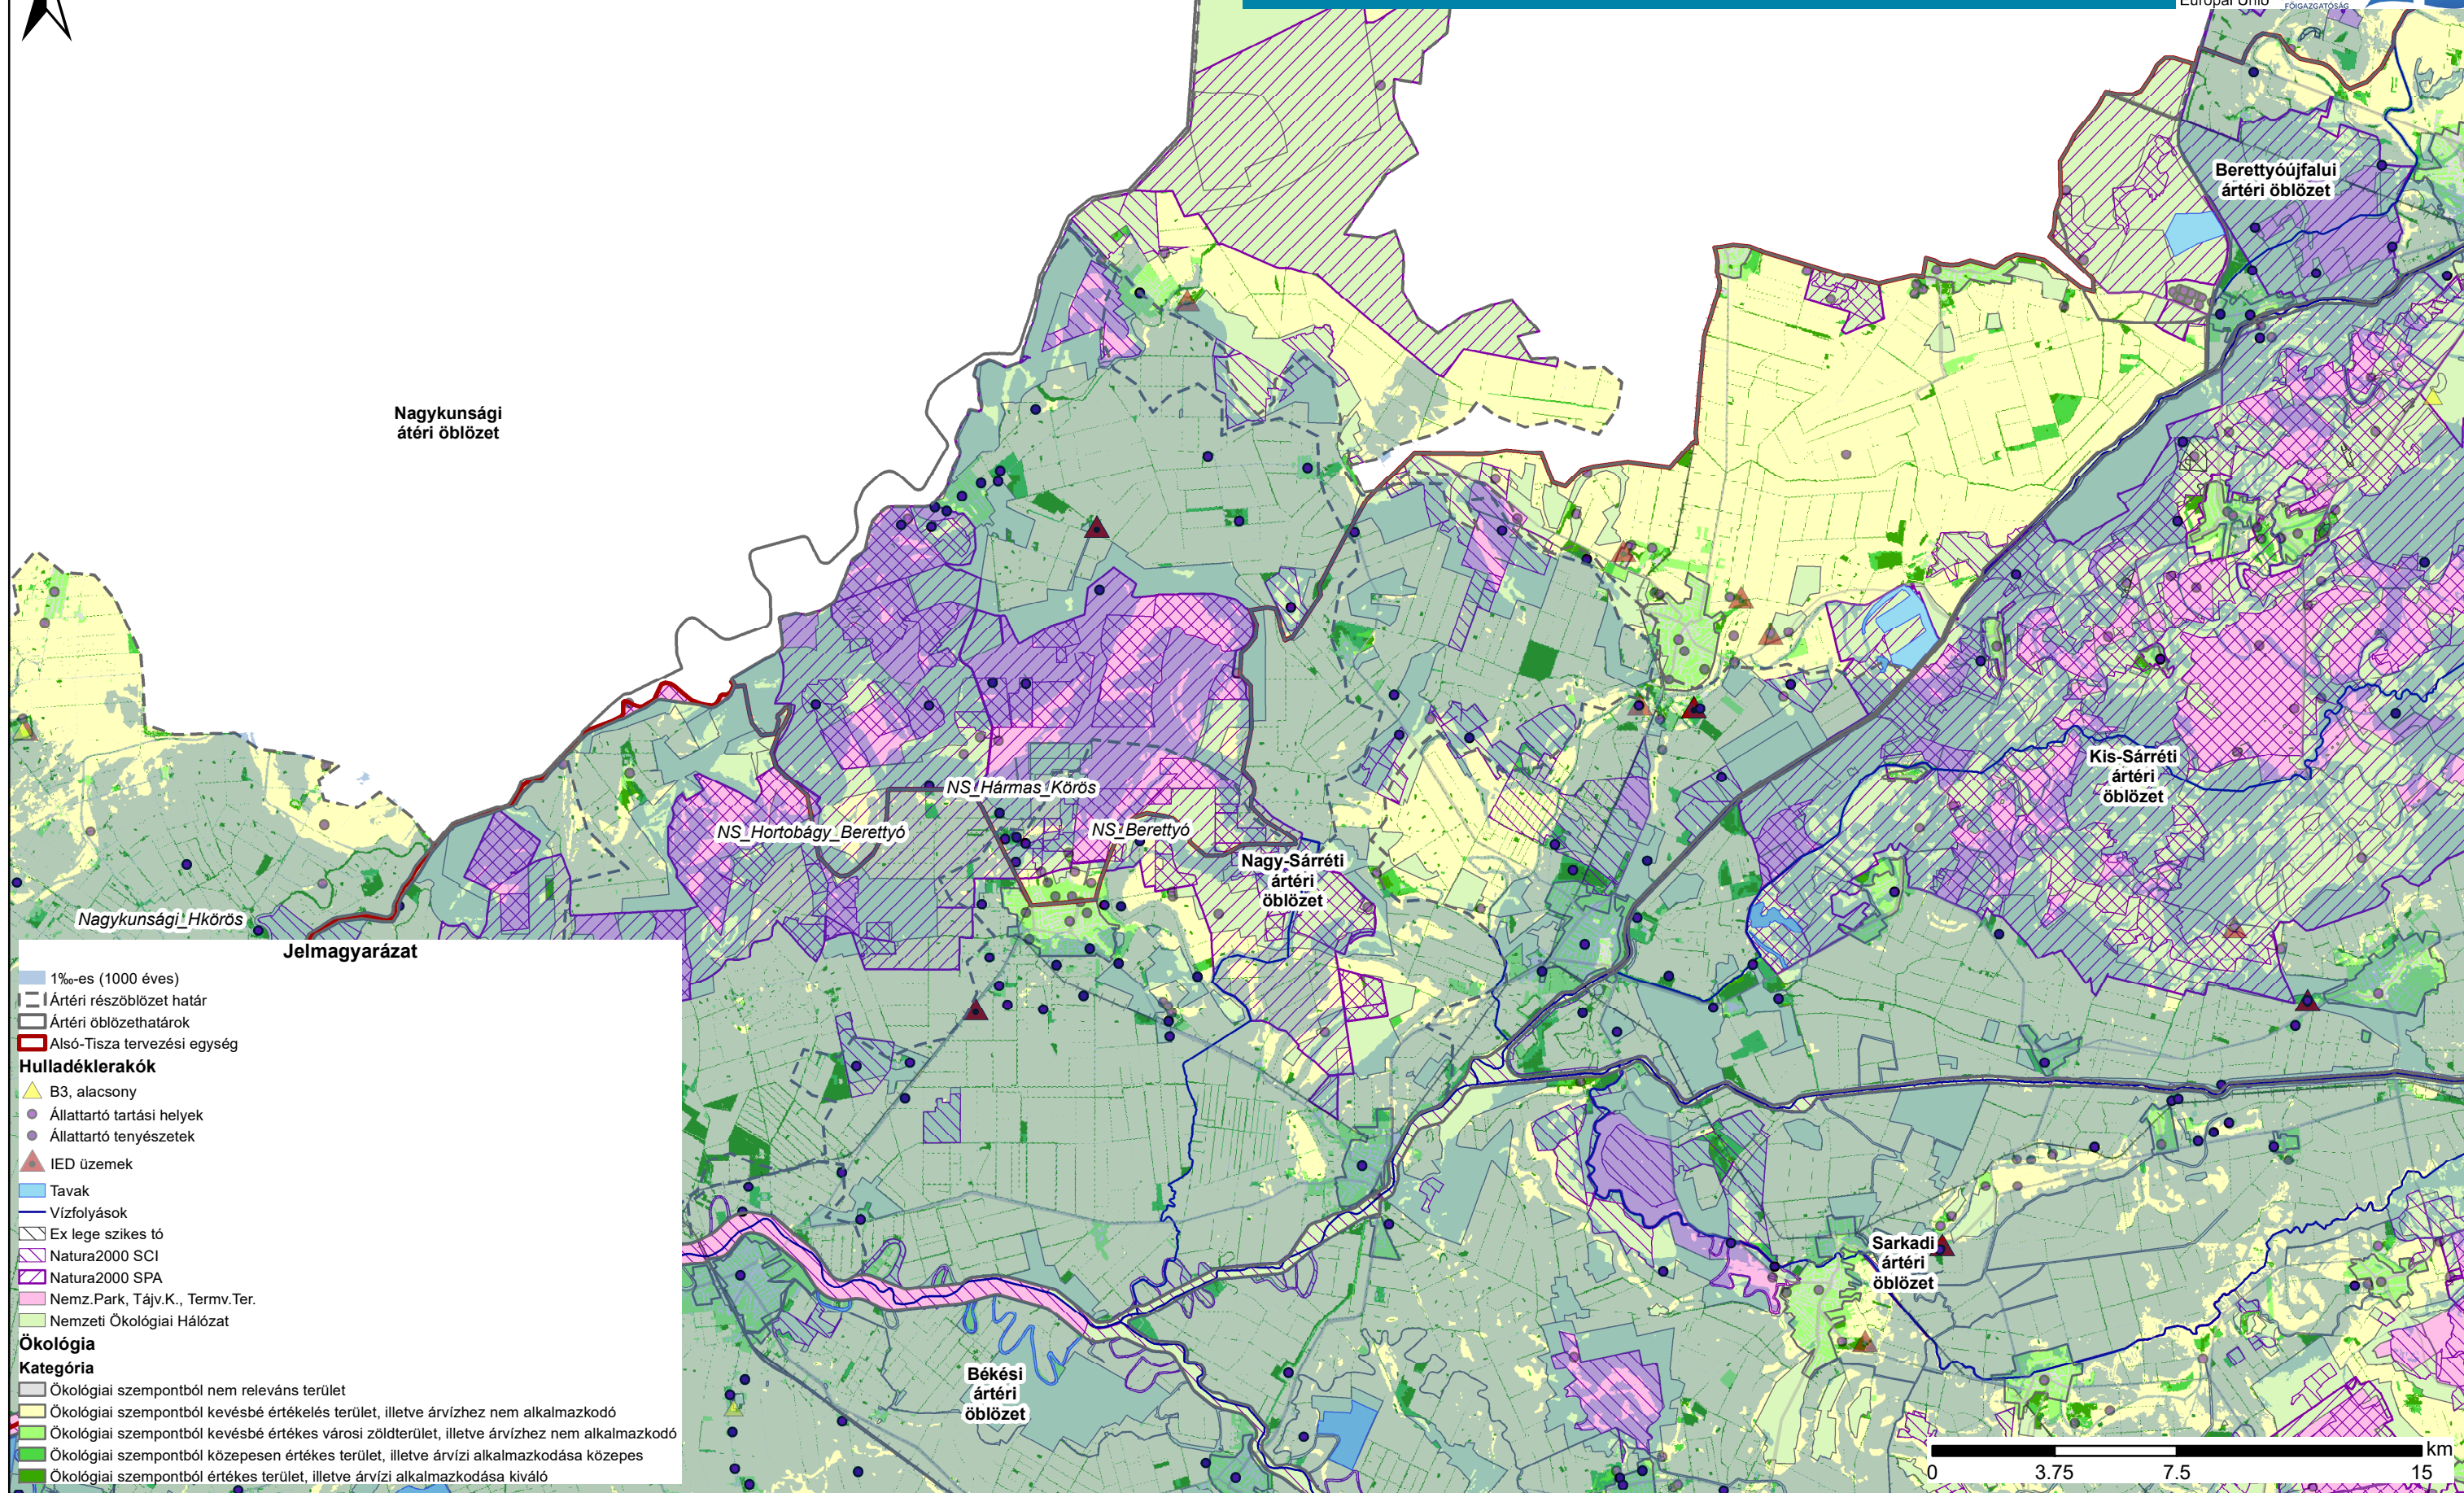 Európai Unió
FŐIGAZGATÓSÁG
Berettyóújfalui
ártéri öblözet
Nagykunsági
átéri öblözet
Kis-Sárréti
ártéri
öblözet
NS_Hármas_Körös
NS_Hortobágy_Berettyó
NS_Berettyó
Nagy-Sárréti
ártéri
öblözet
Nagykunsági_Hkörös
Sarkadi
ártéri
öblözet
Békési
ártéri
öblözet
Jelmagyarázat
1‰-es (1000 éves)
Ártéri részöblözet határ
Ártéri öblözethatárok
Alsó-Tisza tervezési egység
Hulladéklerakók
B3, alacsony
Állattartó tartási helyek
Állattartó tenyészetek
IED üzemek
Tavak
Vízfolyások
Ex lege szikes tó
Natura2000 SCI
Natura2000 SPA
Nemz.Park, Tájv.K., Termv.Ter.
Nemzeti Ökológiai Hálózat
Ökológia
Kategória
Ökológiai szempontból nem releváns terület
Ökológiai szempontból kevésbé értékelés terület, illetve árvízhez nem alkalmazkodó
Ökológiai szempontból kevésbé értékes városi zöldterület, illetve árvízhez nem alkalmazkodó
Ökológiai szempontból közepesen értékes terület, illetve árvízi alkalmazkodása közepes
Ökológiai szempontból értékes terület, illetve árvízi alkalmazkodása kiváló
km
0 3.75 7.5 15